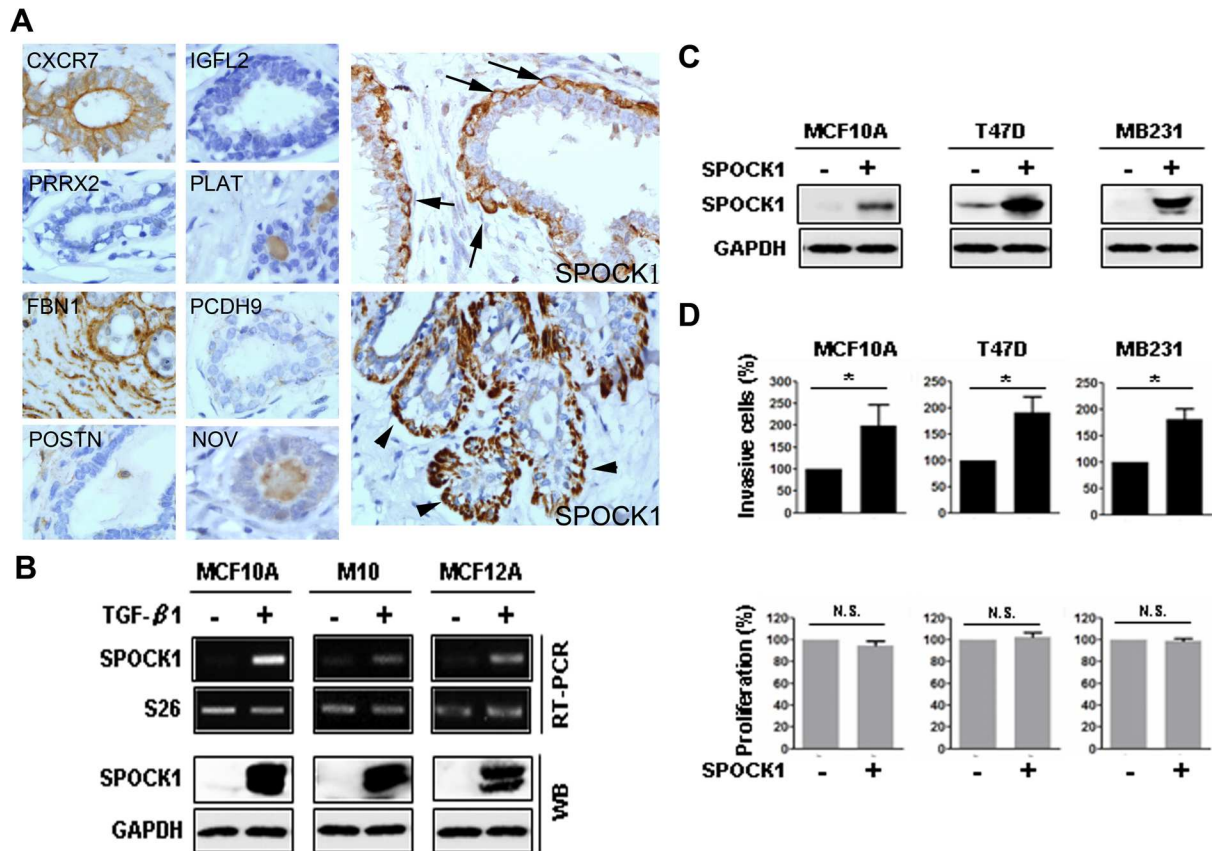 A
CXCR7
IGFL2
PRRX2
PLAT
FBN1
PCDH9
POSTN
NOV
SPOCK1
SPOCK1
B
MCF10A M10 MCF12A
TGF-β1 - + - + - +
SPOCK1
S26
RT-PCR
SPOCK1
GAPDH
WB
C
MCF10A T47D MB231
SPOCK1 - + - + - +
SPOCK1
GAPDH
D
MCF10A T47D MB231
Invasive cells (%)
300
250
200
150
100
50
0
*
250
200
150
100
50
0
*
250
200
150
100
50
0
*
Proliferation (%)
120
100
80
60
40
20
0
N.S.
120
100
80
60
40
20
0
N.S.
120
100
80
60
40
20
0
N.S.
SPOCK1 - + - + - +